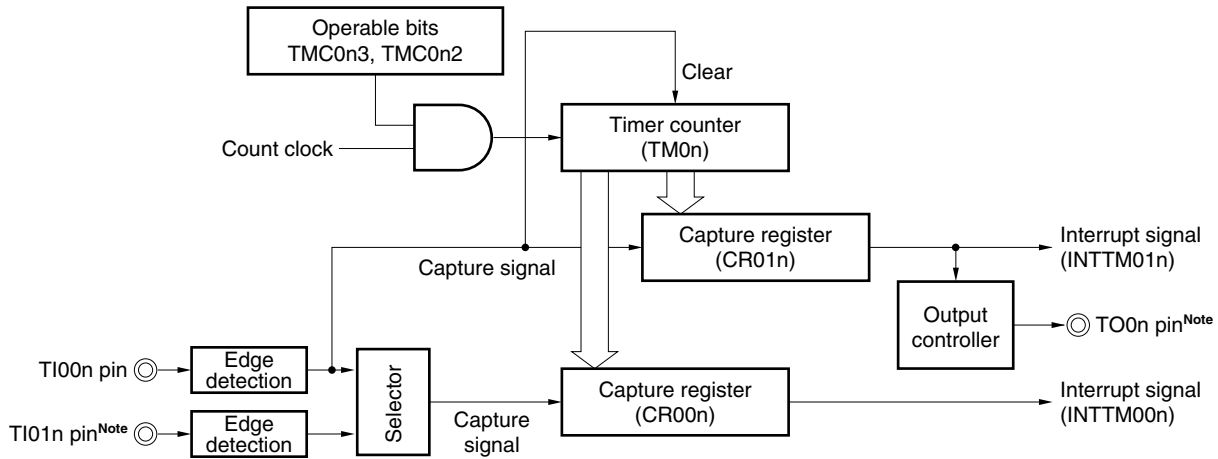 Operable bits
TMC0n3, TMC0n2
Clear
Timer counter
(TM0n)
Count clock
Capture register
(CR01n)
Interrupt signal
(INTTM01n)
Capture signal
Output
controller
TO0n pinNote
TI00n pin
Edge
detection
Selector
Capture register
(CR00n)
Interrupt signal
(INTTM00n)
TI01n pinNote
Edge
detection
Capture
signal